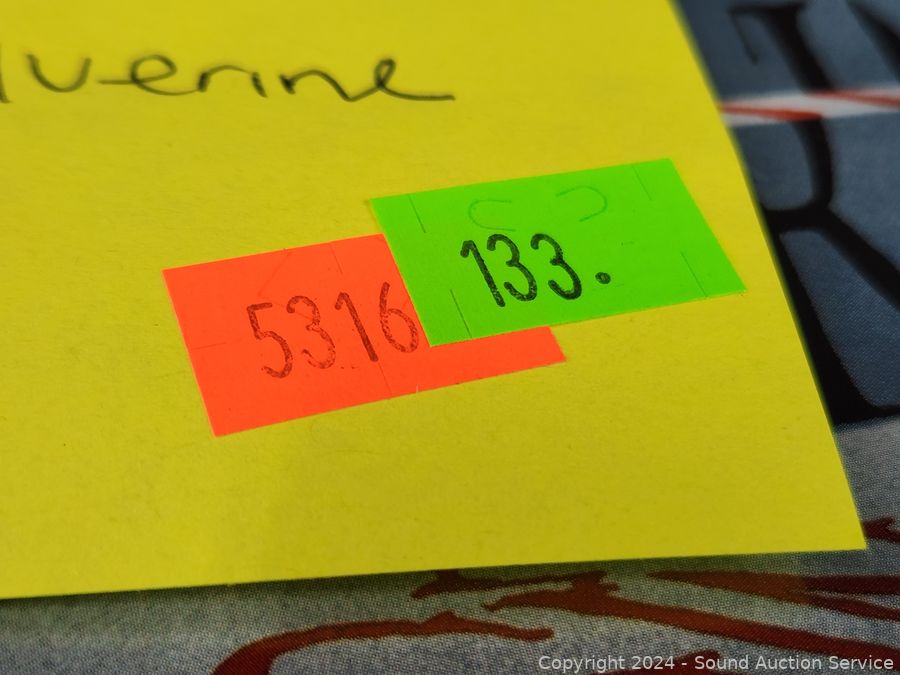 lverine
133.
5316
Copyright 2024 - Sound Auction Service